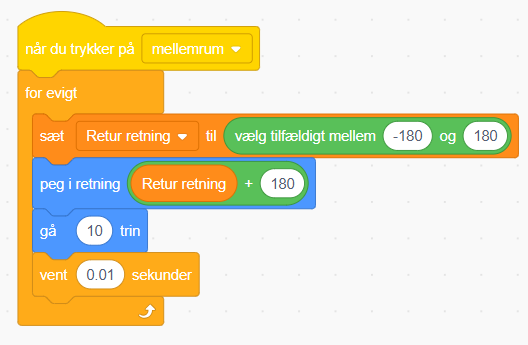 når du trykker på mellemrum
for evigt
sæt Retur retning til vælg tilfældigt mellem -180 og 180
peg i retning Retur retning + 180
gå 10 trin
vent 0.01 sekunder